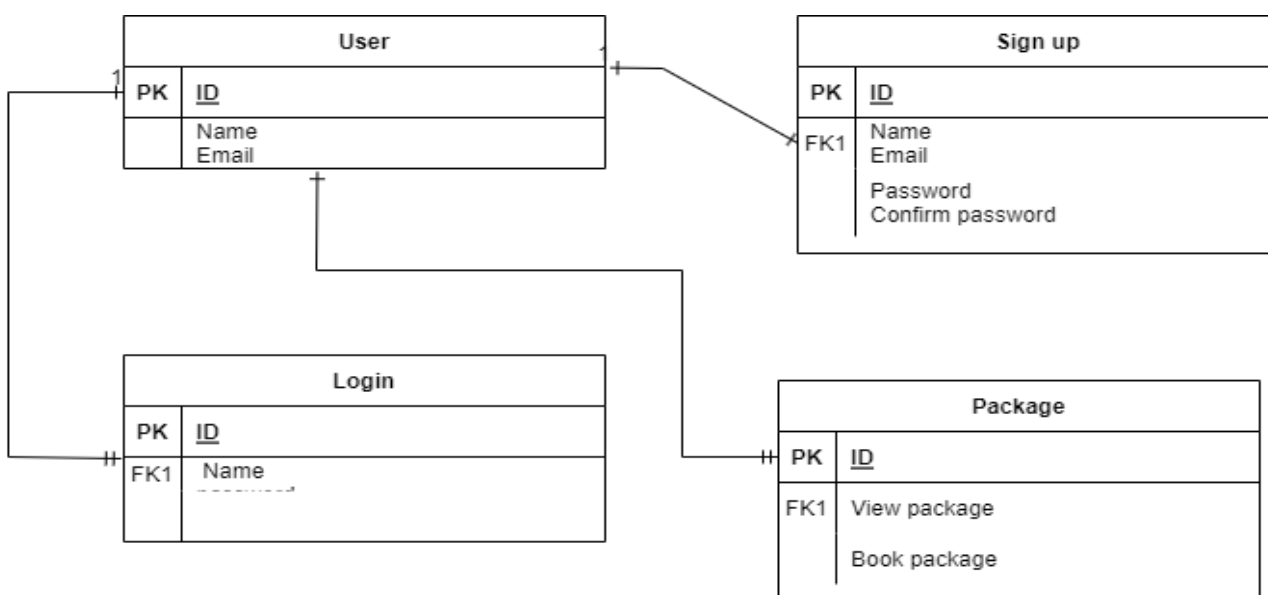 User
1
1
PK ID
Name
Email
Sign up
PK ID
FK1 Name
Email
Password
Confirm password
Login
PK ID
FK1 Name
Package
PK ID
FK1 View package
Book package